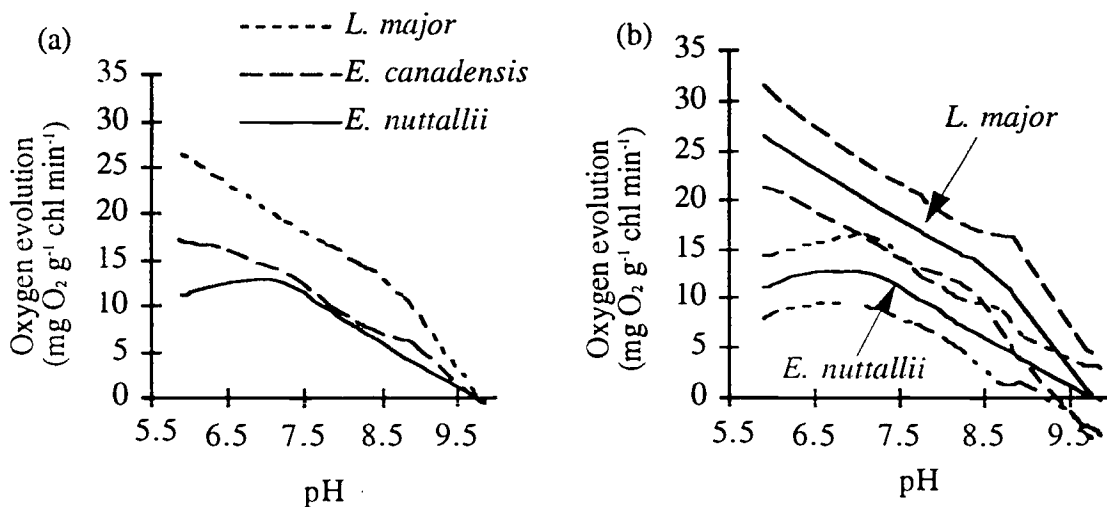 (a)
L. major
E. canadensis
E. nuttallii
Oxygen evolution
(mg O₂ g⁻¹ chl min⁻¹)
35
30
25
20
15
10
5
0
5.5 6.5 7.5 8.5 9.5
pH
(b)
Oxygen evolution
(mg O₂ g⁻¹ chl min⁻¹)
35
30
25
20
15
10
5
0
L. major
E. nuttallii
5.5 6.5 7.5 8.5 9.5
pH